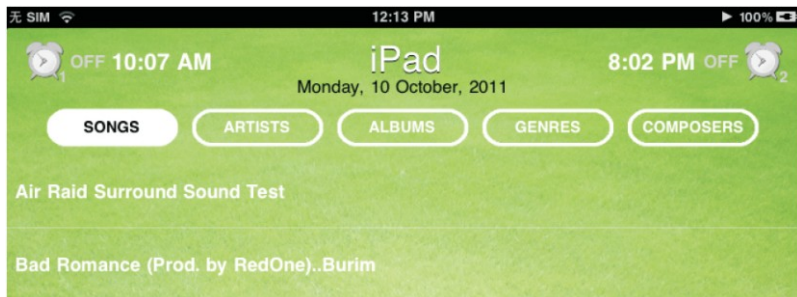 无 SIM 12:13 PM 100%
OFF 10:07 AM iPad 8:02 PM OFF
1 Monday, 10 October, 2011 2
SONGS ARTISTS ALBUMS GENRES COMPOSERS
Air Raid Surround Sound Test
Bad Romance (Prod. by RedOne)..Burim